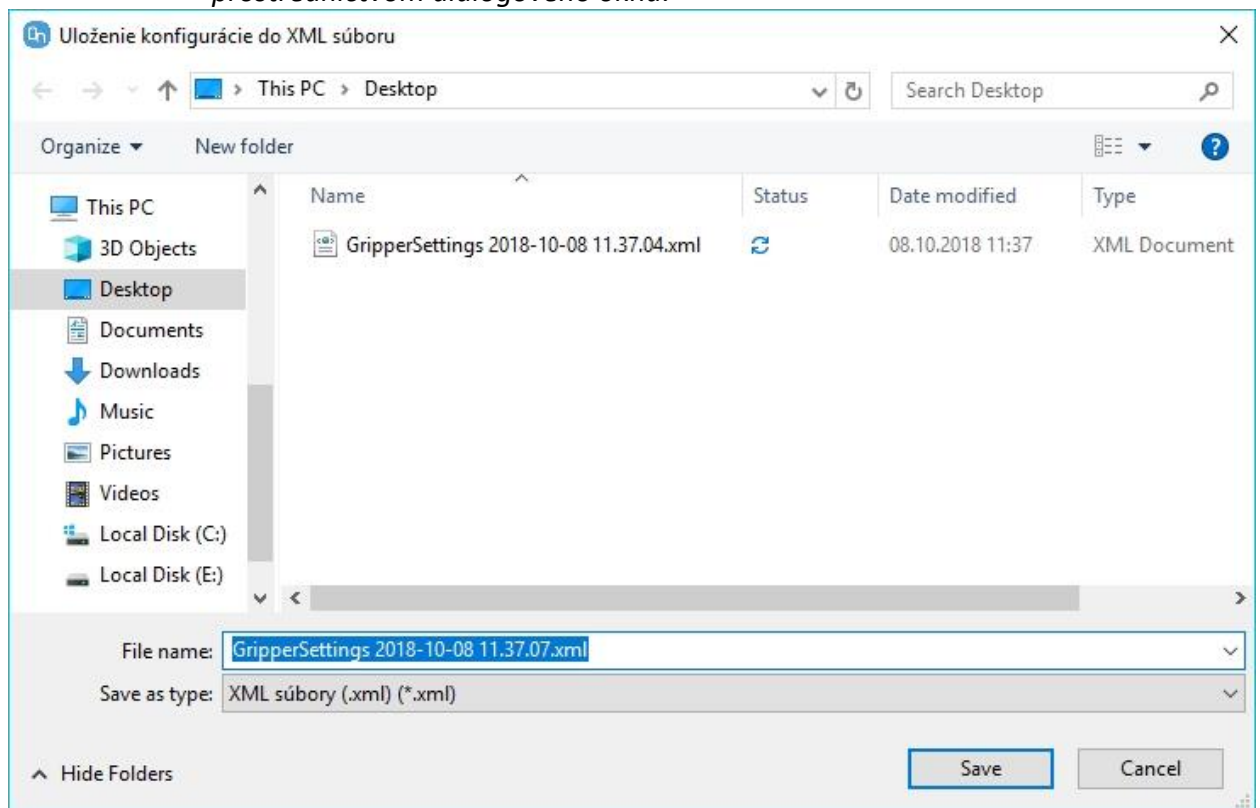 prostredníctvom dialógového okna.
Uloženie konfigurácie do XML súboru
This PC > Desktop
Search Desktop
Organize
New folder
Name
Status
Date modified
Type
This PC
GripperSettings 2018-10-08 11.37.04.xml
08.10.2018 11:37
XML Document
3D Objects
Desktop
Documents
Downloads
Music
Pictures
Videos
Local Disk (C:)
Local Disk (E:)
File name: GripperSettings 2018-10-08 11.37.07.xml
Save as type: XML súbory (.xml) (*.xml)
Hide Folders
Save
Cancel